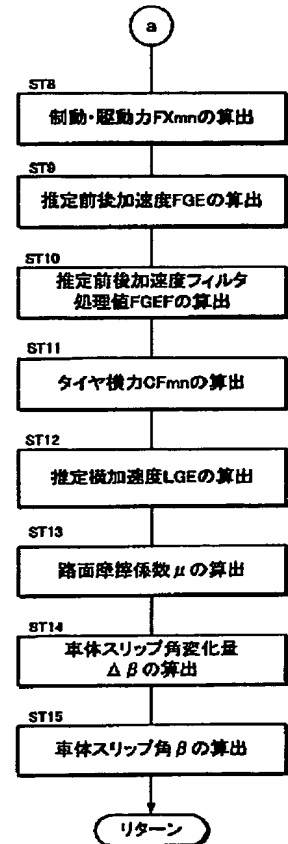 a
ST8
制動・駆動力FXmnの算出
ST9
推定前後加速度FGEの算出
ST10
推定前後加速度フィルタ
処理値FGEFの算出
ST11
タイヤ横力CFmnの算出
ST12
推定横加速度LGEの算出
ST13
路面摩擦係数μの算出
ST14
車体スリップ角変化量
Δβの算出
ST15
車体スリップ角βの算出
リターン